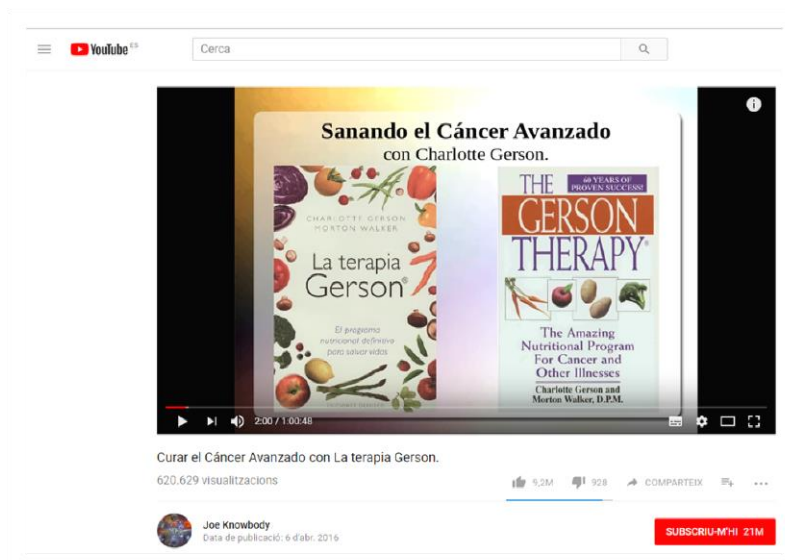 YouTube ES
Cerca
Sanando el Cáncer Avanzado
con Charlotte Gerson.
CHARLOTTE GERSON
MORTON WALKER
La terapia
Gerson®
El programa
nutricional definitivo
para salvar vidas
60 YEARS OF
PROVEN SUCCESS!
THE
GERSON
THERAPY®
The Amazing
Nutritional Program
For Cancer and
Other Illnesses
Charlotte Gerson and
Morton Walker, D.P.M.
2:00 / 1:00:48
Curar el Cáncer Avanzado con La terapia Gerson.
620.629 visualitzacions
9,2M
928
COMPARTEIX
Joe Knowbody
Data de publicació: 6 d'abr. 2016
SUBSCRIU-M'HI 21M